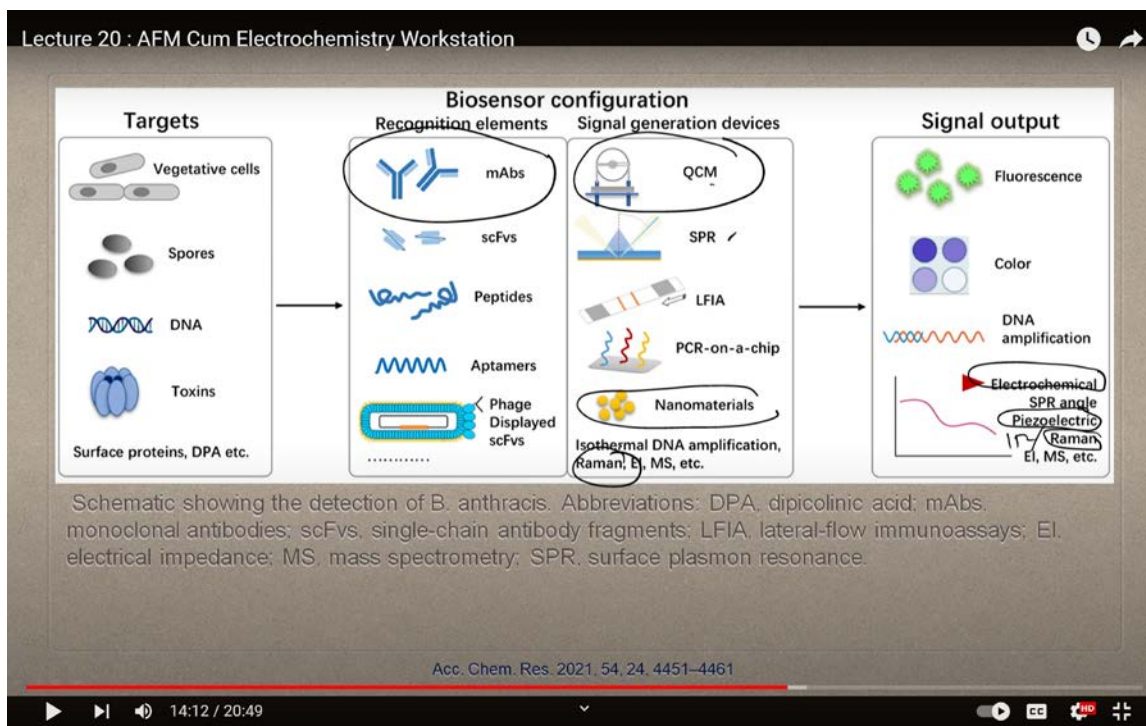 Lecture 20 : AFM Cum Electrochemistry Workstation
Biosensor configuration
Targets
Vegetative cells
Spores
DNA
Toxins
Surface proteins, DPA etc.
Recognition elements
mAbs
scFvs
Peptides
Aptamers
Phage
Displayed
scFvs
............
Signal generation devices
QCM
SPR
LFIA
PCR-on-a-chip
Nanomaterials
Isothermal DNA amplification,
Raman, EI, MS, etc.
Signal output
Fluorescence
Color
DNA
amplification
Electrochemical
SPR angle
Piezoelectric
Raman
EI, MS, etc.
Schematic showing the detection of B. anthracis. Abbreviations: DPA, dipicolinic acid; mAbs,
monoclonal antibodies; scFvs, single-chain antibody fragments; LFIA, lateral-flow immunoassays; EI,
electrical impedance; MS, mass spectrometry; SPR, surface plasmon resonance.
Acc. Chem. Res. 2021, 54, 24, 4451–4461
14:12 / 20:49
CC
HD